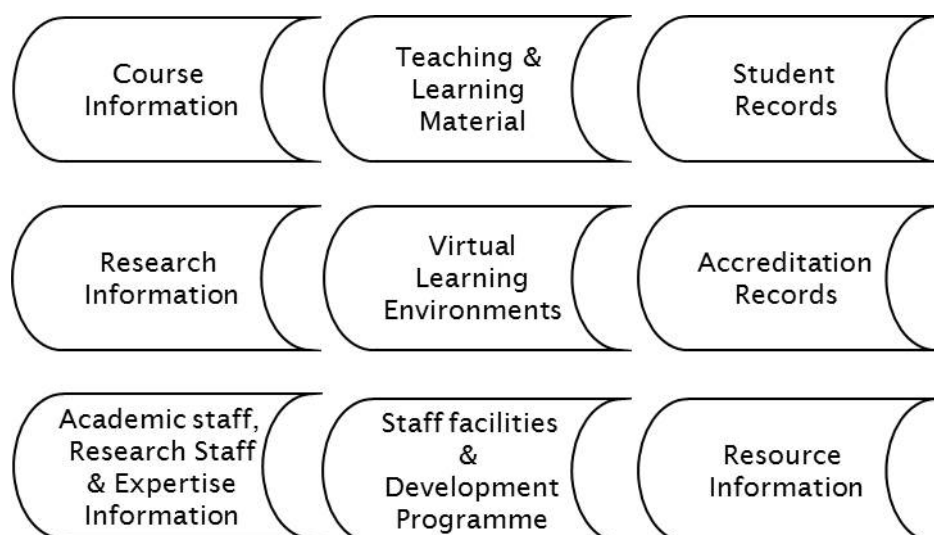 Course
Information
Teaching &
Learning
Material
Student
Records
Research
Information
Virtual
Learning
Environments
Accreditation
Records
Academic staff,
Research Staff
& Expertise
Information
Staff facilities
&
Development
Programme
Resource
Information